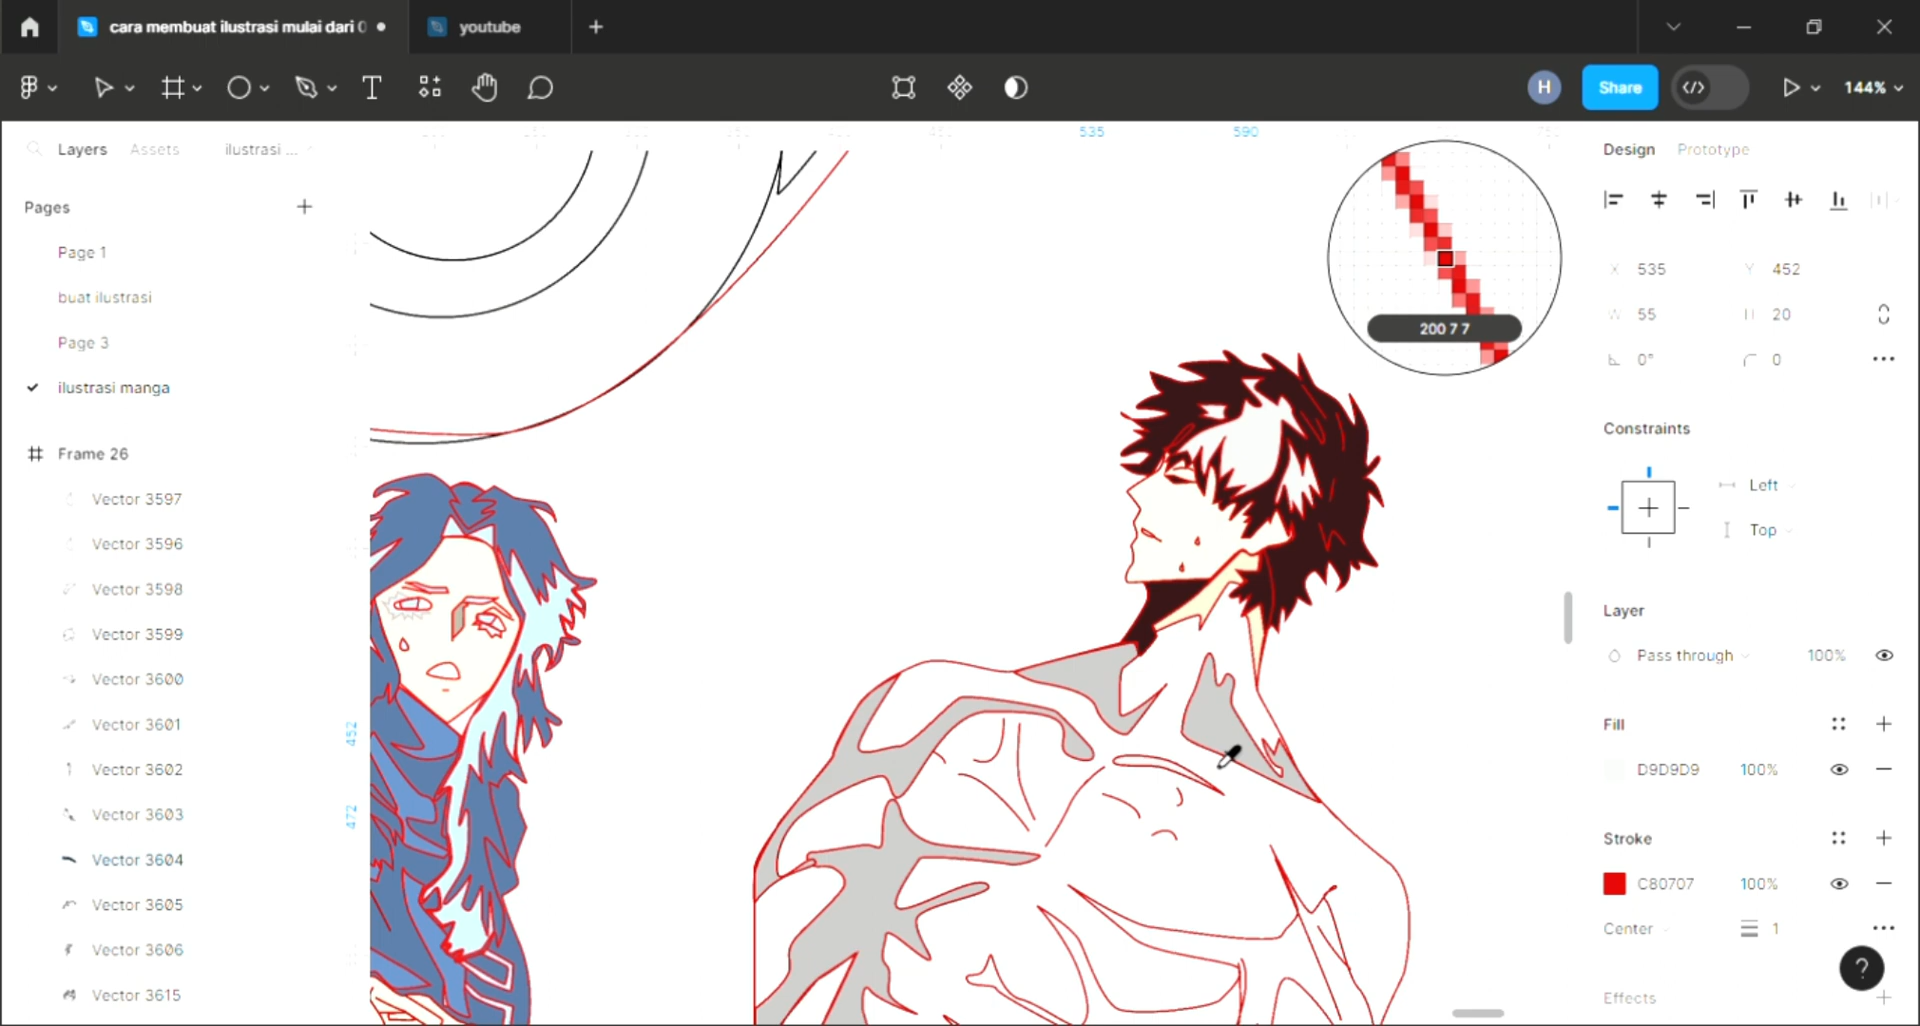 cara membuat ilustrasi mulai dari 0
youtube
H
Share
144%
535
590
Layers
Assets
ilustrasi ...
Pages
Page 1
buat ilustrasi
Page 3
ilustrasi manga
Frame 26
Vector 3597
Vector 3596
Vector 3598
Vector 3599
Vector 3600
Vector 3601
Vector 3602
Vector 3603
Vector 3604
Vector 3605
Vector 3606
Vector 3615
452
472
200 7 7
Design
Prototype
X 535
Y 452
W 55
H 20
0°
0
Constraints
Left
Top
Layer
Pass through
100%
Fill
D9D9D9
100%
Stroke
C80707
100%
Center
1
Effects
?